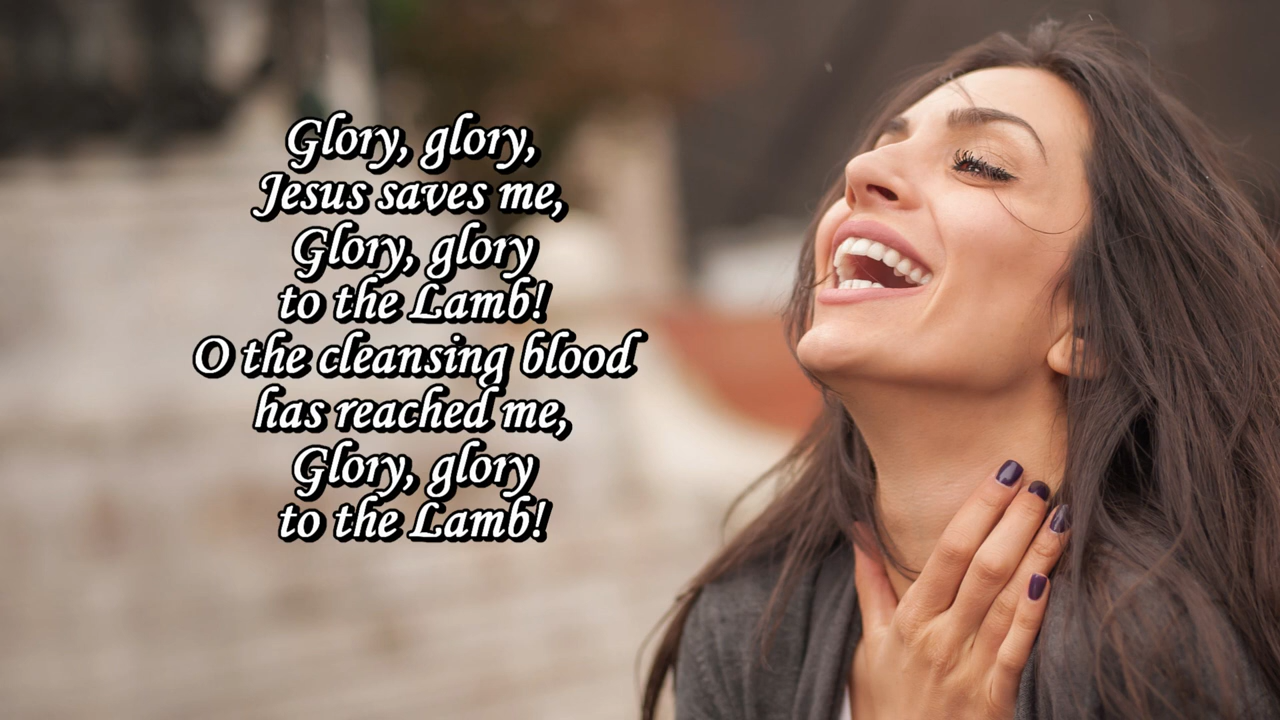 Glory, glory,
Jesus saves me,
Glory, glory
to the Lamb!
O the cleansing blood
has reached me,
Glory, glory
to the Lamb!